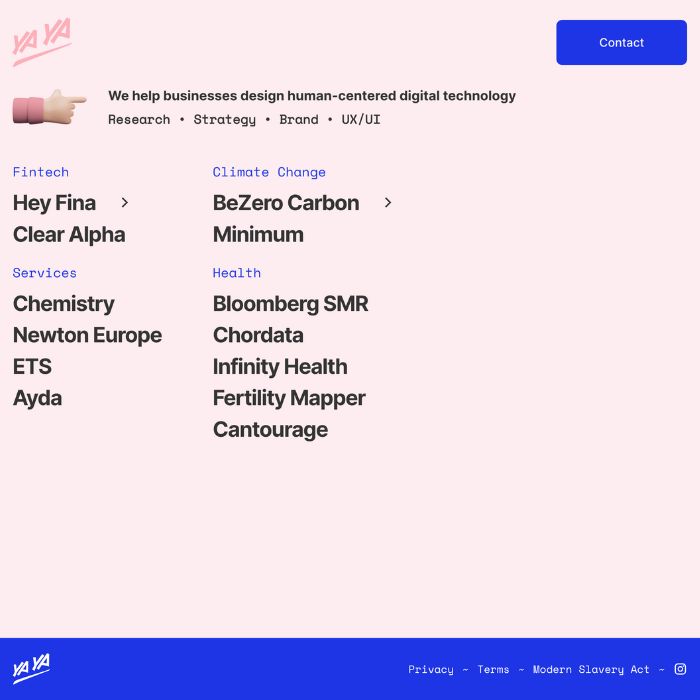 YA YA
Contact
We help businesses design human-centered digital technology
Research • Strategy • Brand • UX/UI
Fintech
Hey Fina
Clear Alpha
Climate Change
BeZero Carbon
Minimum
Services
Chemistry
Newton Europe
ETS
Ayda
Health
Bloomberg SMR
Chordata
Infinity Health
Fertility Mapper
Cantourage
YA YA
Privacy ~ Terms ~ Modern Slavery Act ~